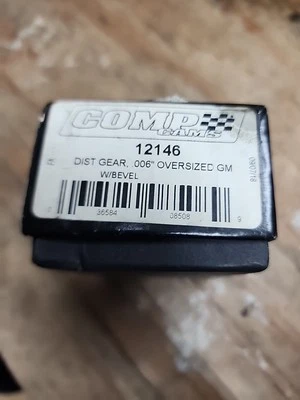 COMP
CAMS
12146
DIST GEAR, .006" OVERSIZED GM
W/BEVEL
36584 08508 9